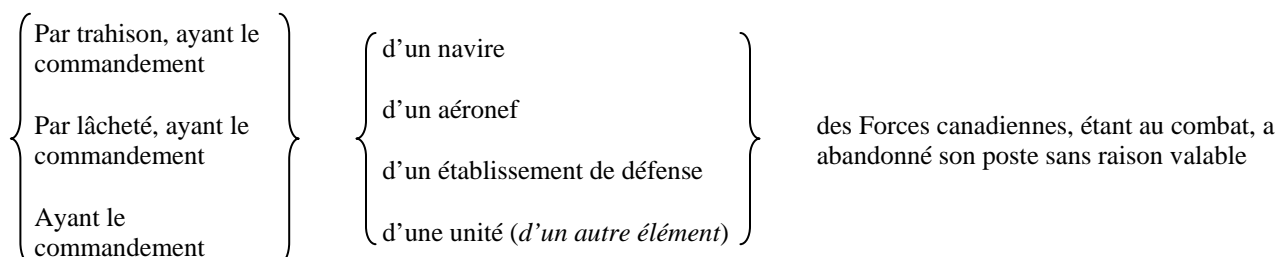 Par trahison, ayant le
commandement
Par lâcheté, ayant le
commandement
Ayant le
commandement
d’un navire
d’un aéronef
d’un établissement de défense
d’une unité (d’un autre élément)
des Forces canadiennes, étant au combat, a
abandonné son poste sans raison valable